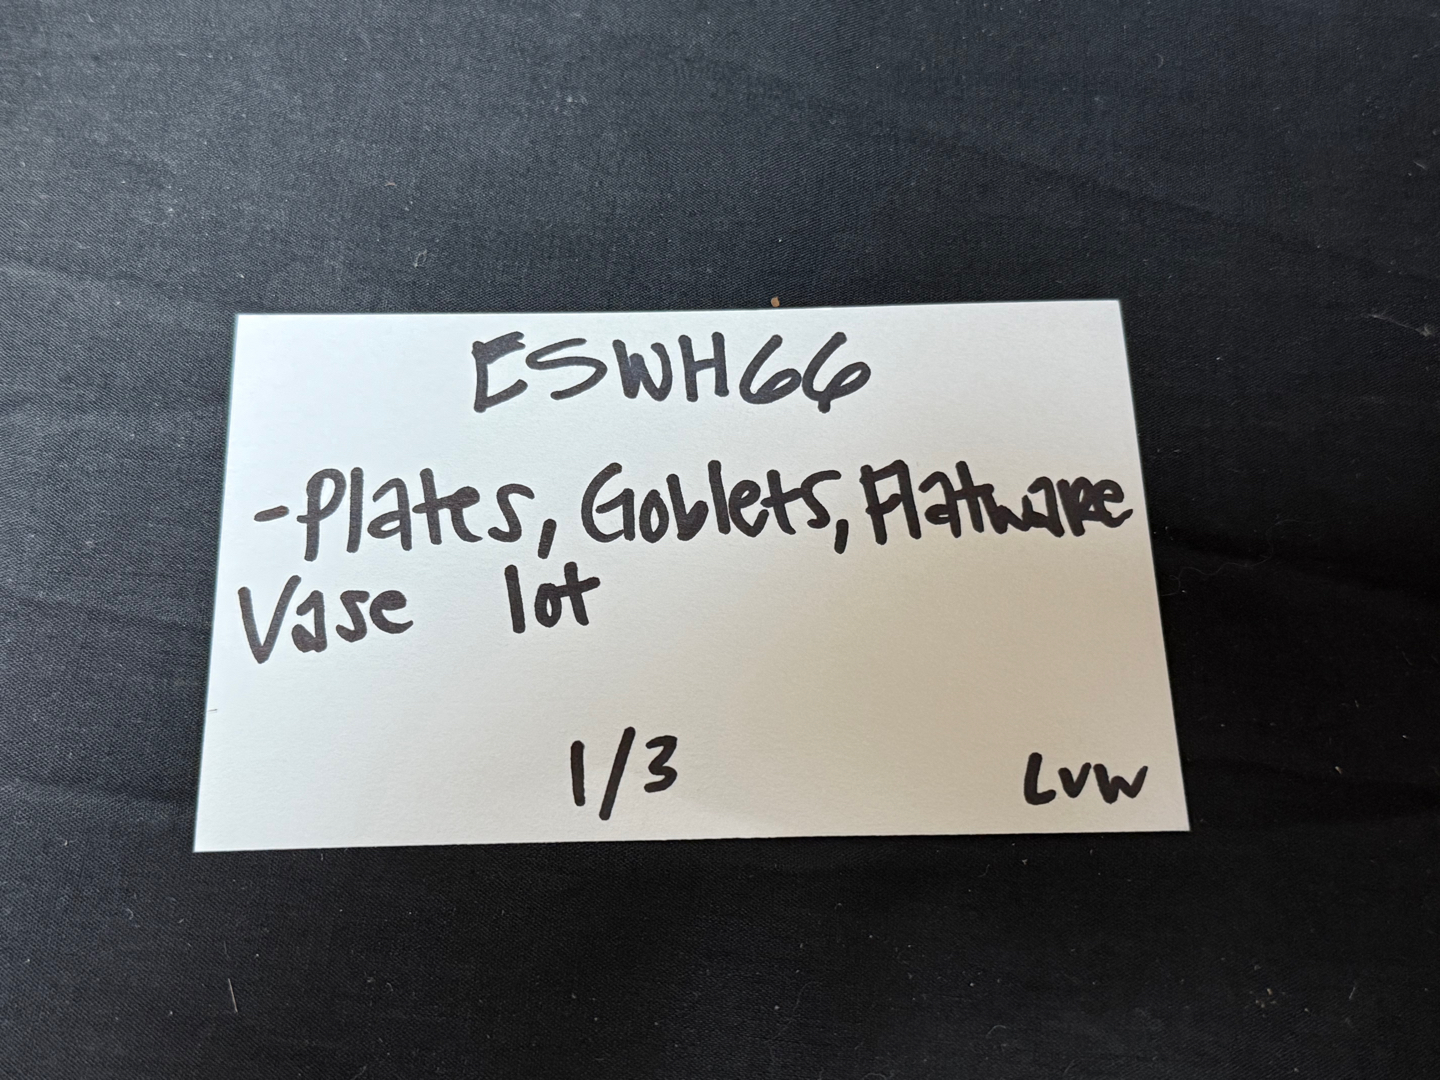 ESWH66
-Plates, Goblets, Flatware
Vase lot
1/3
LVW